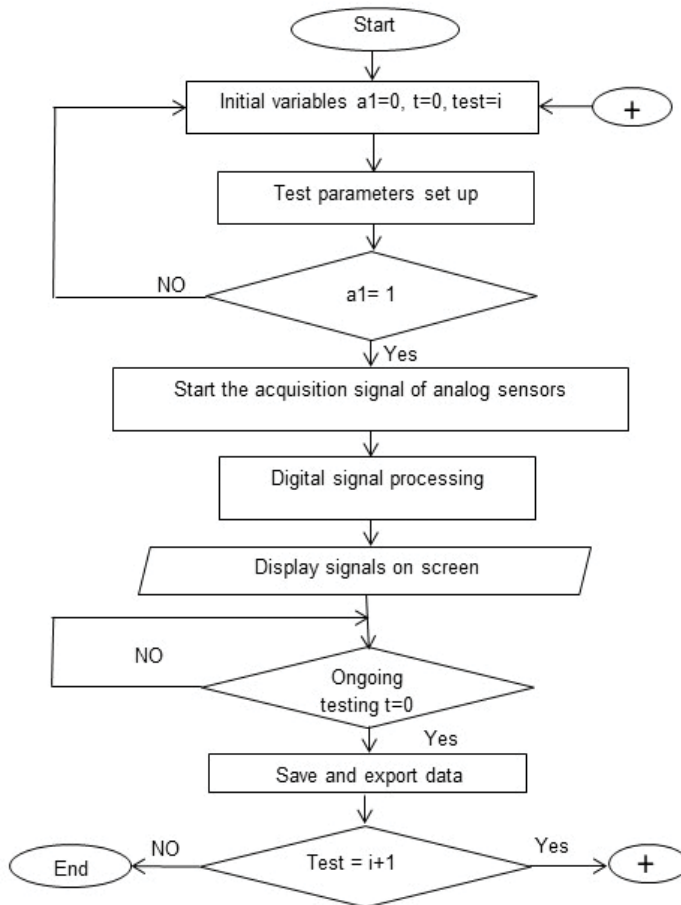 Start
Initial variables a1=0, t=0, test=i
+
Test parameters set up
NO
a1= 1
Yes
Start the acquisition signal of analog sensors
Digital signal processing
Display signals on screen
NO
Ongoing
testing t=0
Yes
Save and export data
End
NO
Test = i+1
Yes
+